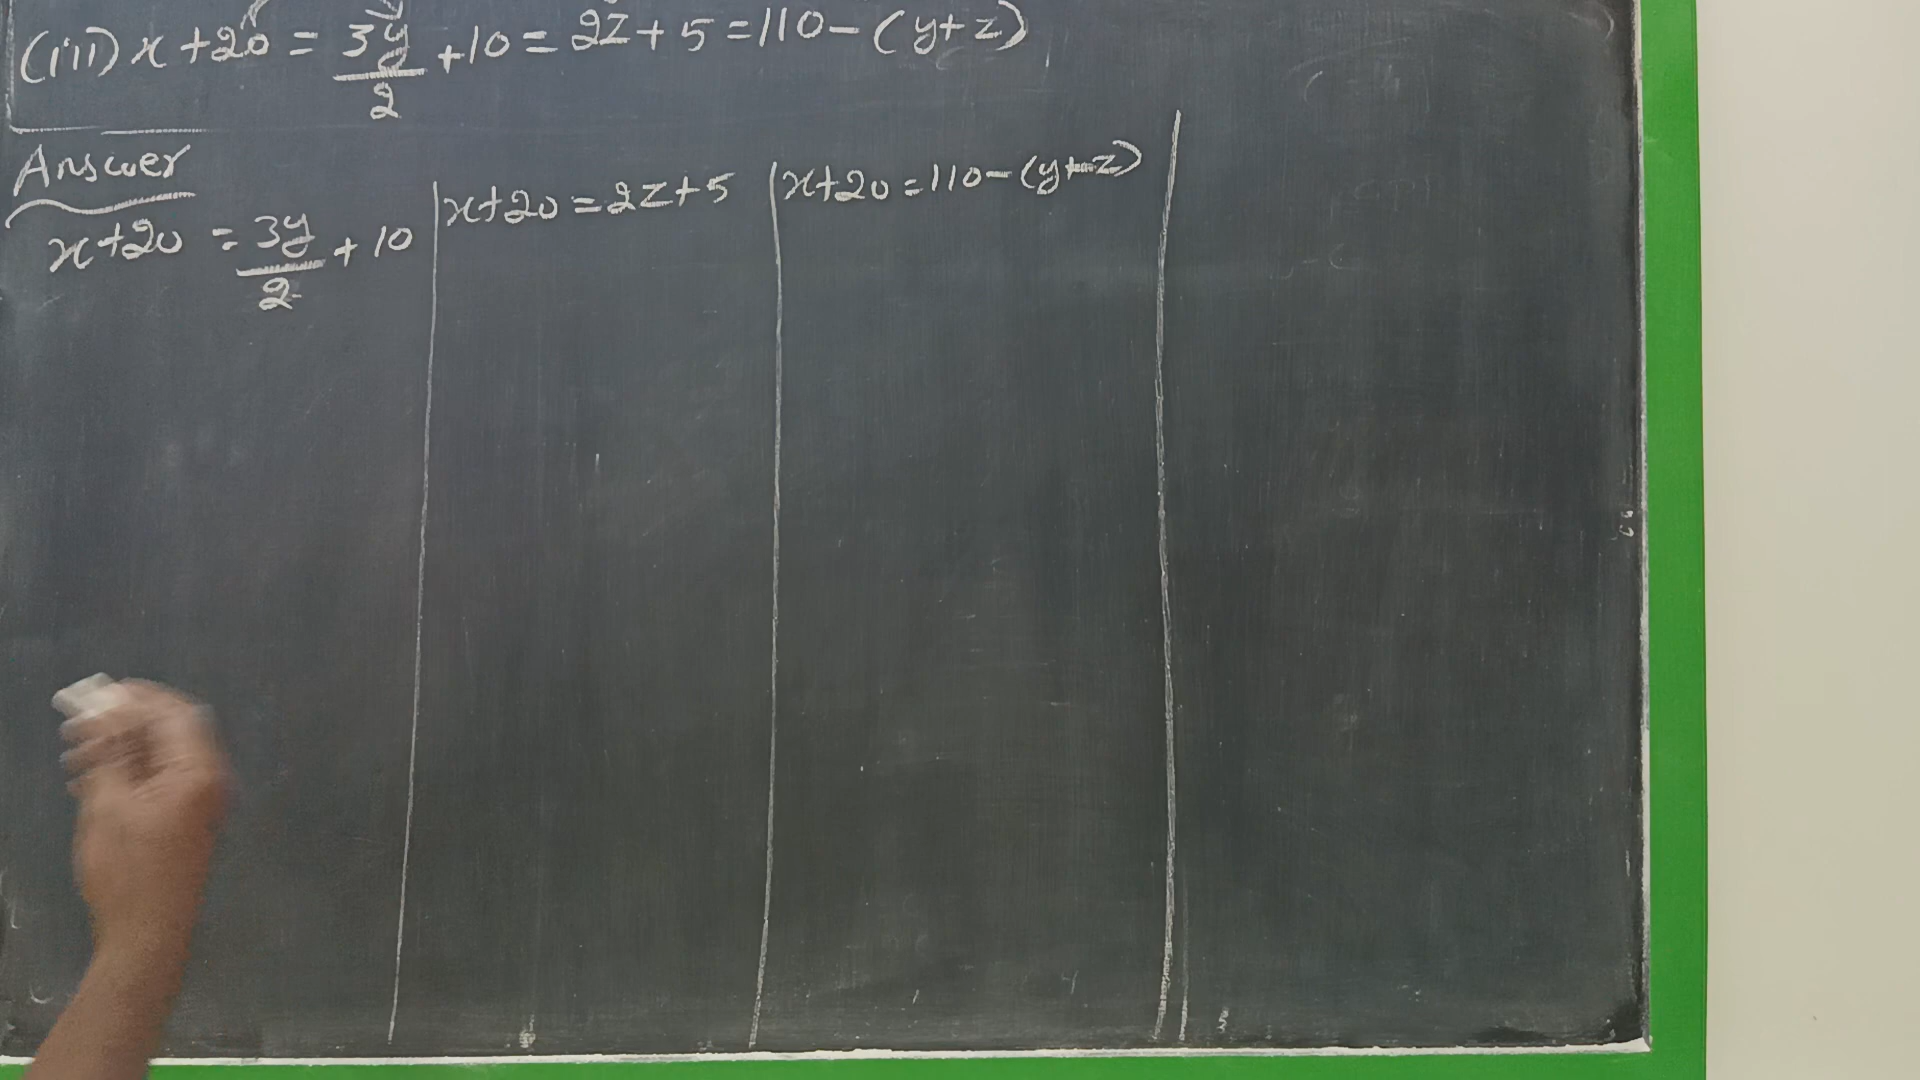 (iii) x+20 = 3y/2 +10 = 2z+5 = 110-(y+z)
Answer
x+20 = 3y/2 + 10
x+20 = 2z+5
x+20 = 110-(y+z)